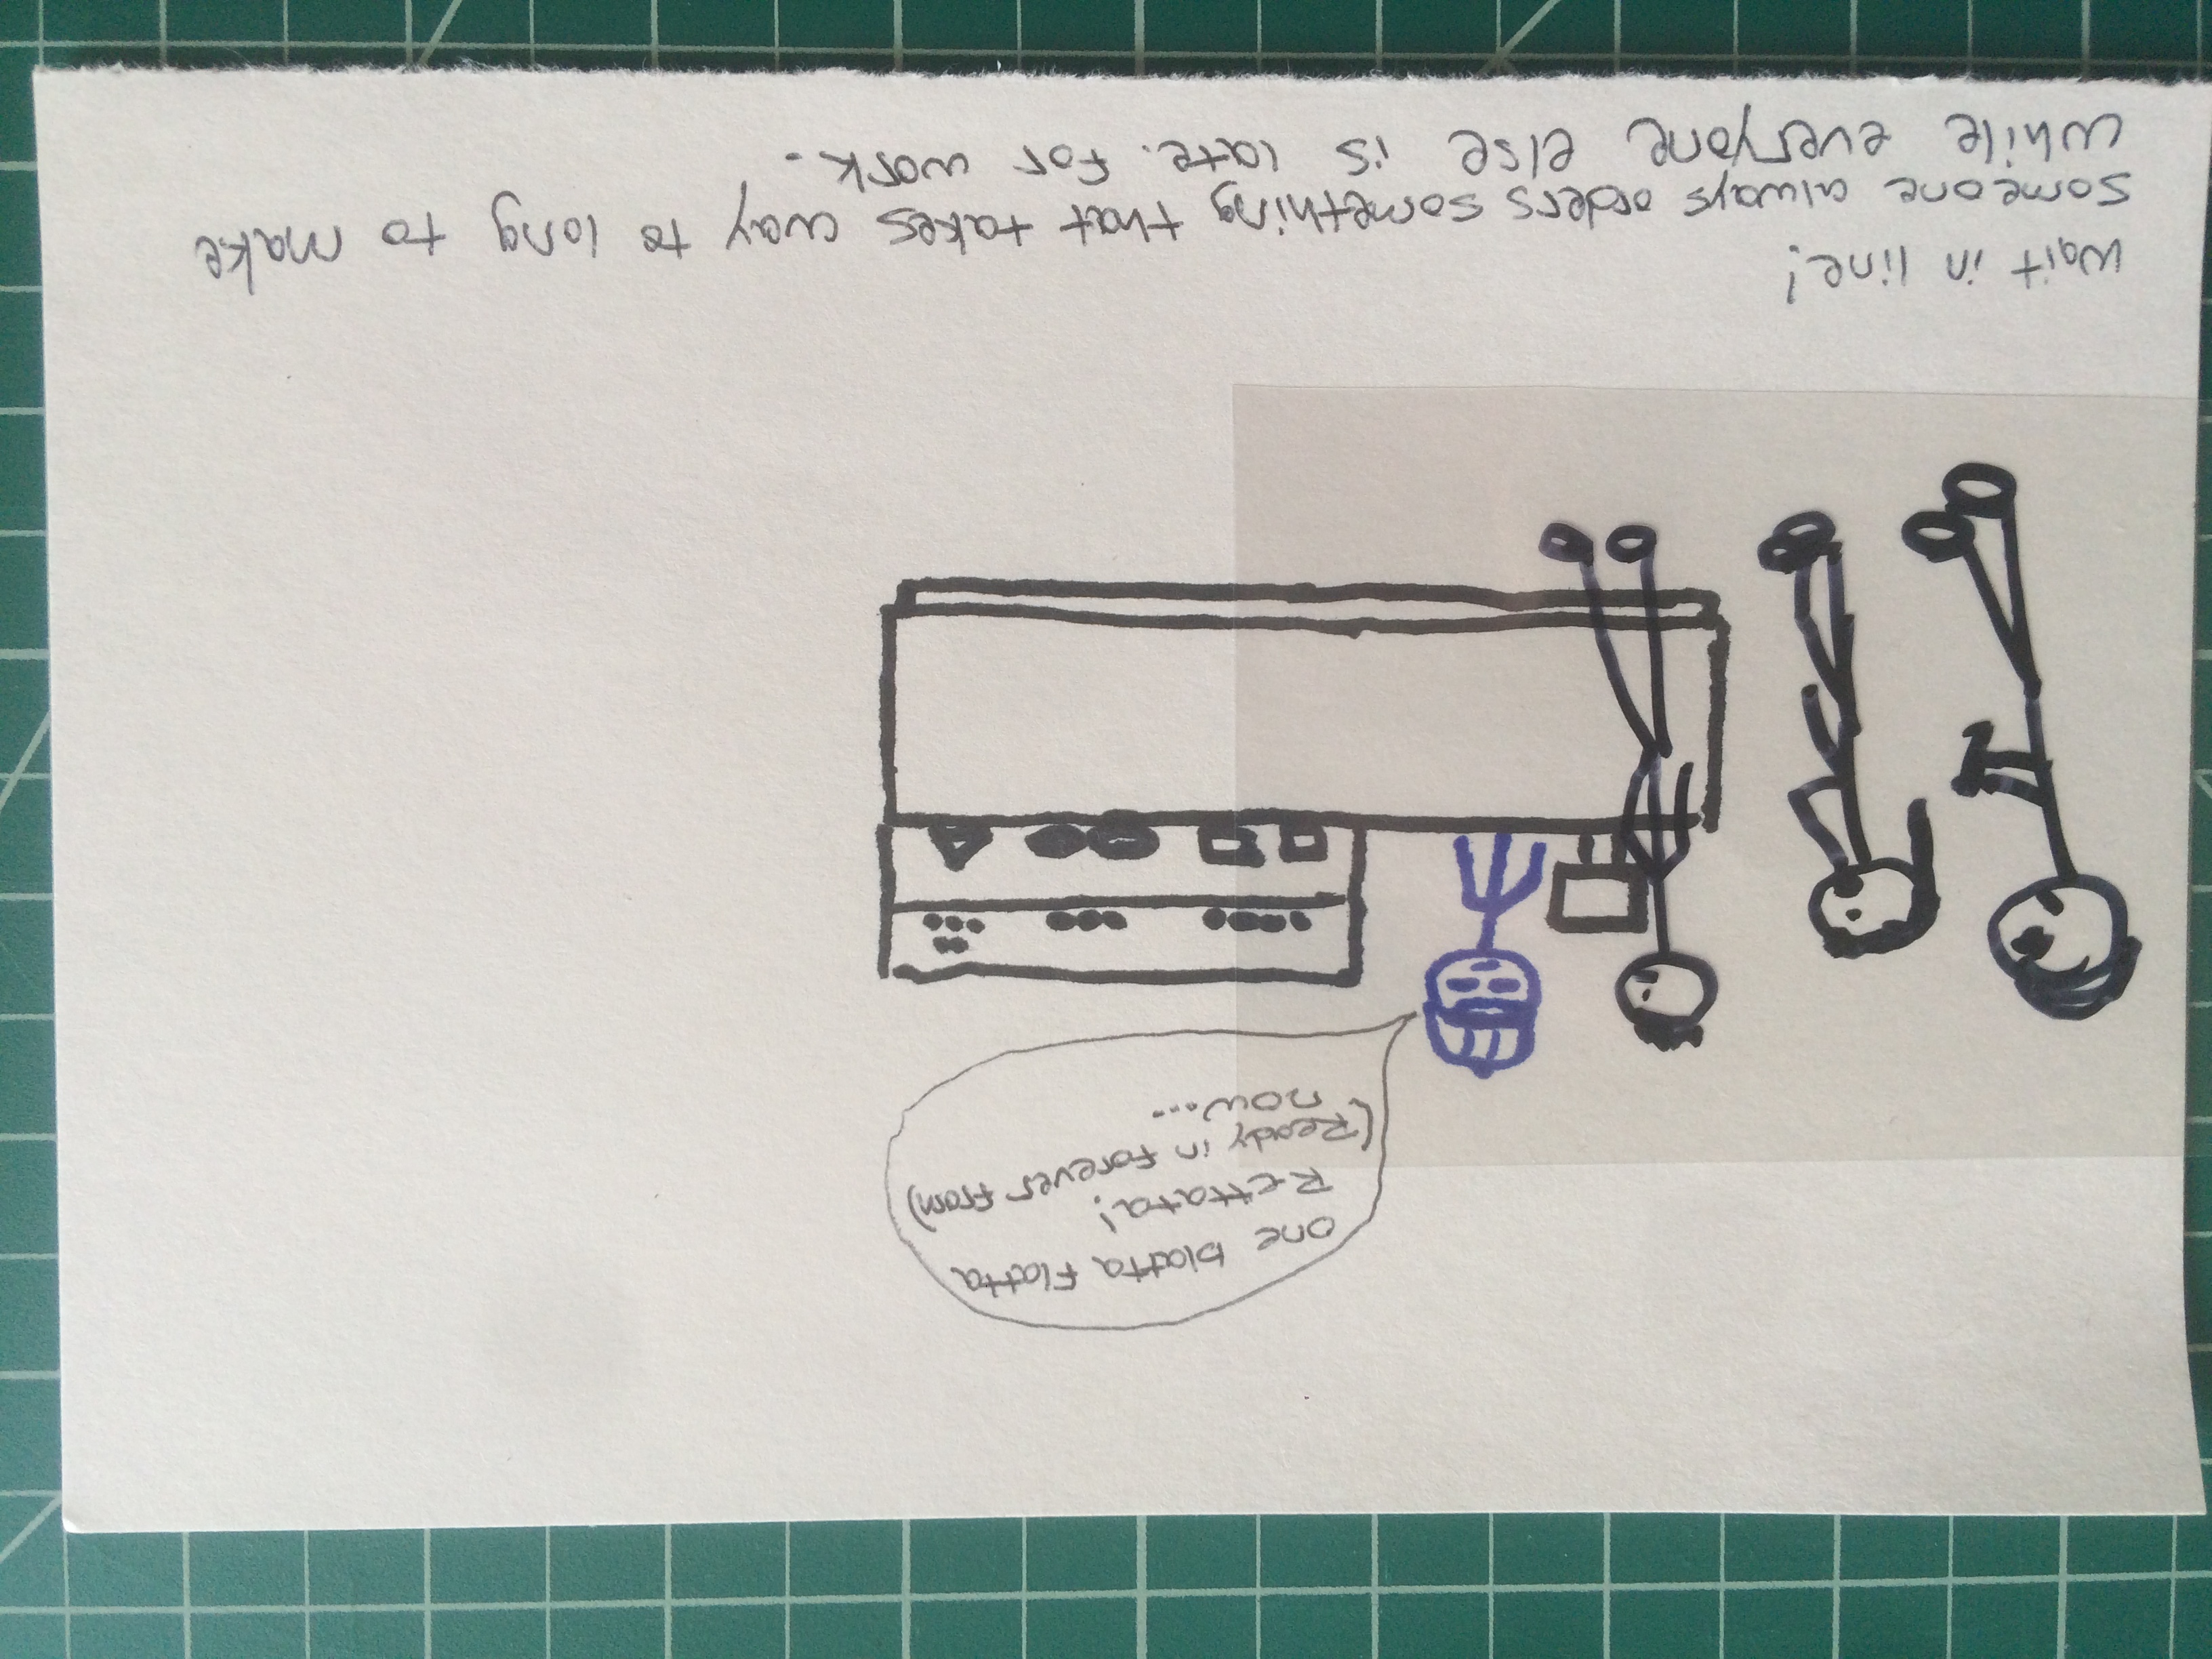 one blatta Flatta
Rettata!
(Ready in forever from)
now...
Wait in line!
someone always orders something that takes way to long to make
while everyone else is late. for work.